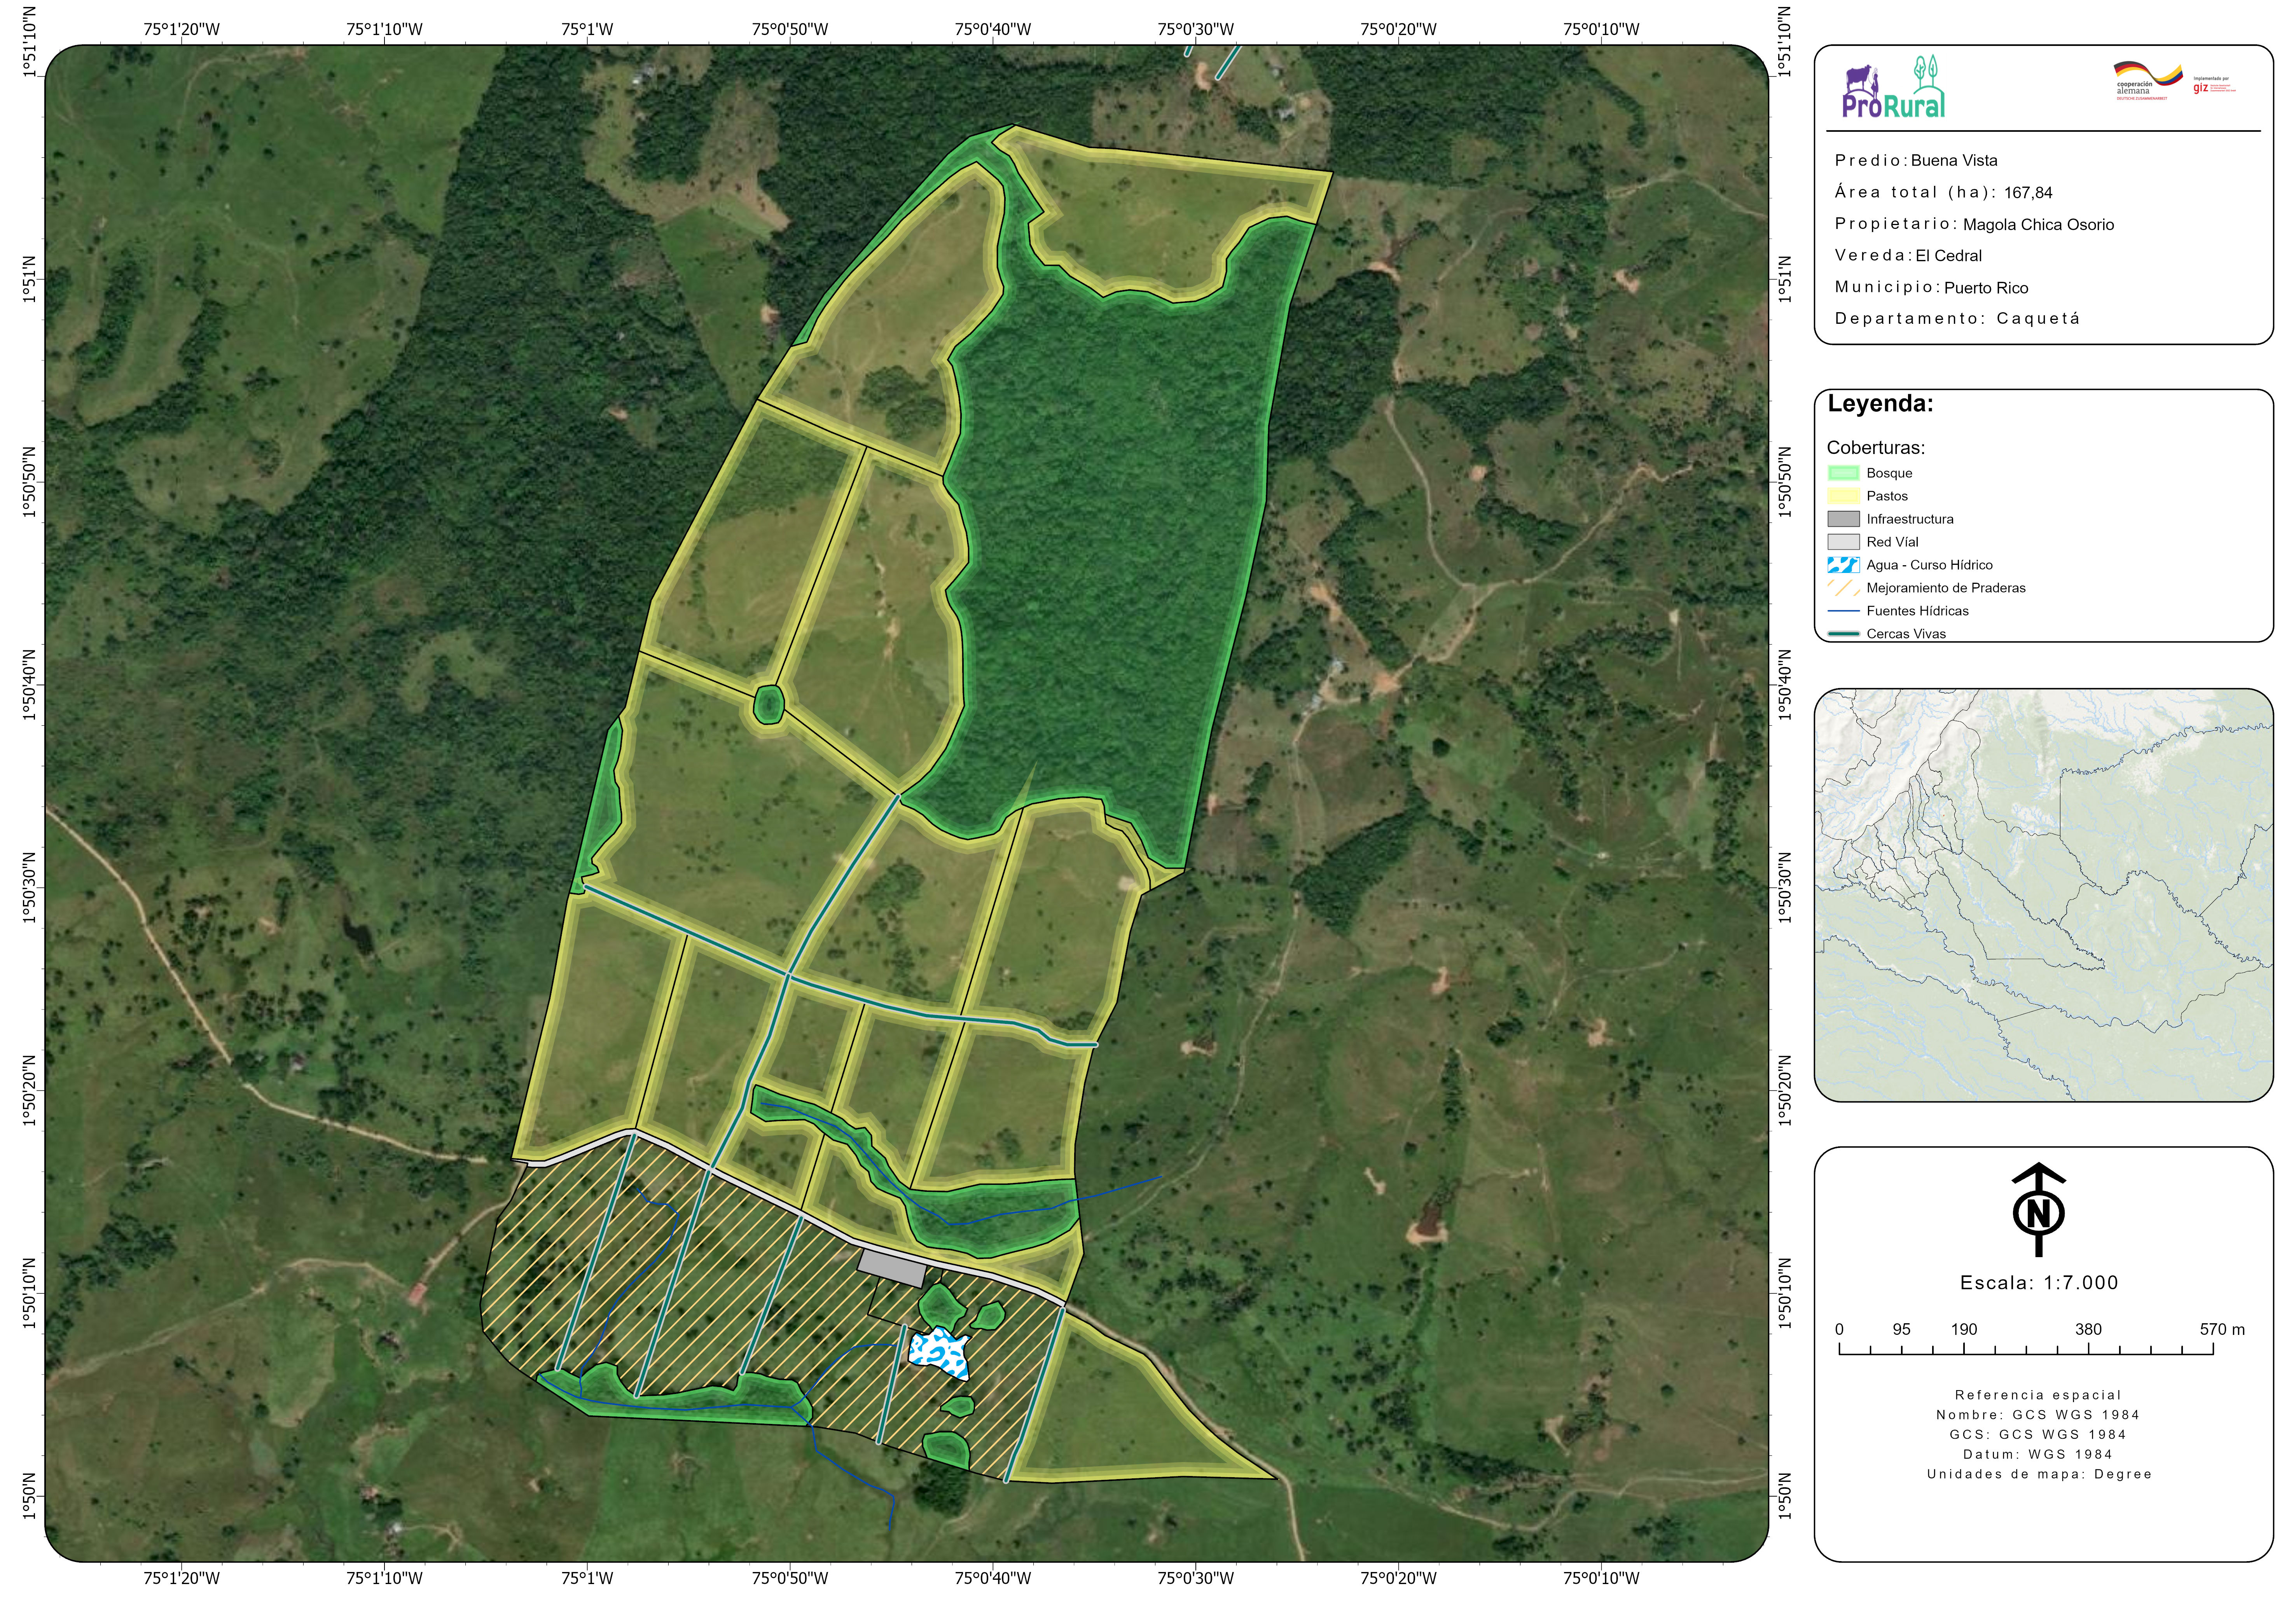 75°1'20"W 75°1'10"W 75°1'W 75°0'50"W 75°0'40"W 75°0'30"W 75°0'20"W 75°0'10"W
1°51'10"N
1°51'N
1°50'50"N
1°50'40"N
1°50'30"N
1°50'20"N
1°50'10"N
1°50'N
1°51'10"N
1°51'N
1°50'50"N
1°50'40"N
1°50'30"N
1°50'20"N
1°50'10"N
1°50'N
75°1'20"W 75°1'10"W 75°1'W 75°0'50"W 75°0'40"W 75°0'30"W 75°0'20"W 75°0'10"W
ProRural
cooperación
alemana
DEUTSCHE ZUSAMMENARBEIT
Implementada por
giz
Predio: Buena Vista
Área total (ha): 167,84
Propietario: Magola Chica Osorio
Vereda: El Cedral
Municipio: Puerto Rico
Departamento: Caquetá
Leyenda:
Coberturas:
Bosque
Pastos
Infraestructura
Red Víal
Agua - Curso Hídrico
Mejoramiento de Praderas
Fuentes Hídricas
Cercas Vivas
N
Escala: 1:7.000
0 95 190 380 570 m
Referencia espacial
Nombre: GCS WGS 1984
GCS: GCS WGS 1984
Datum: WGS 1984
Unidades de mapa: Degree